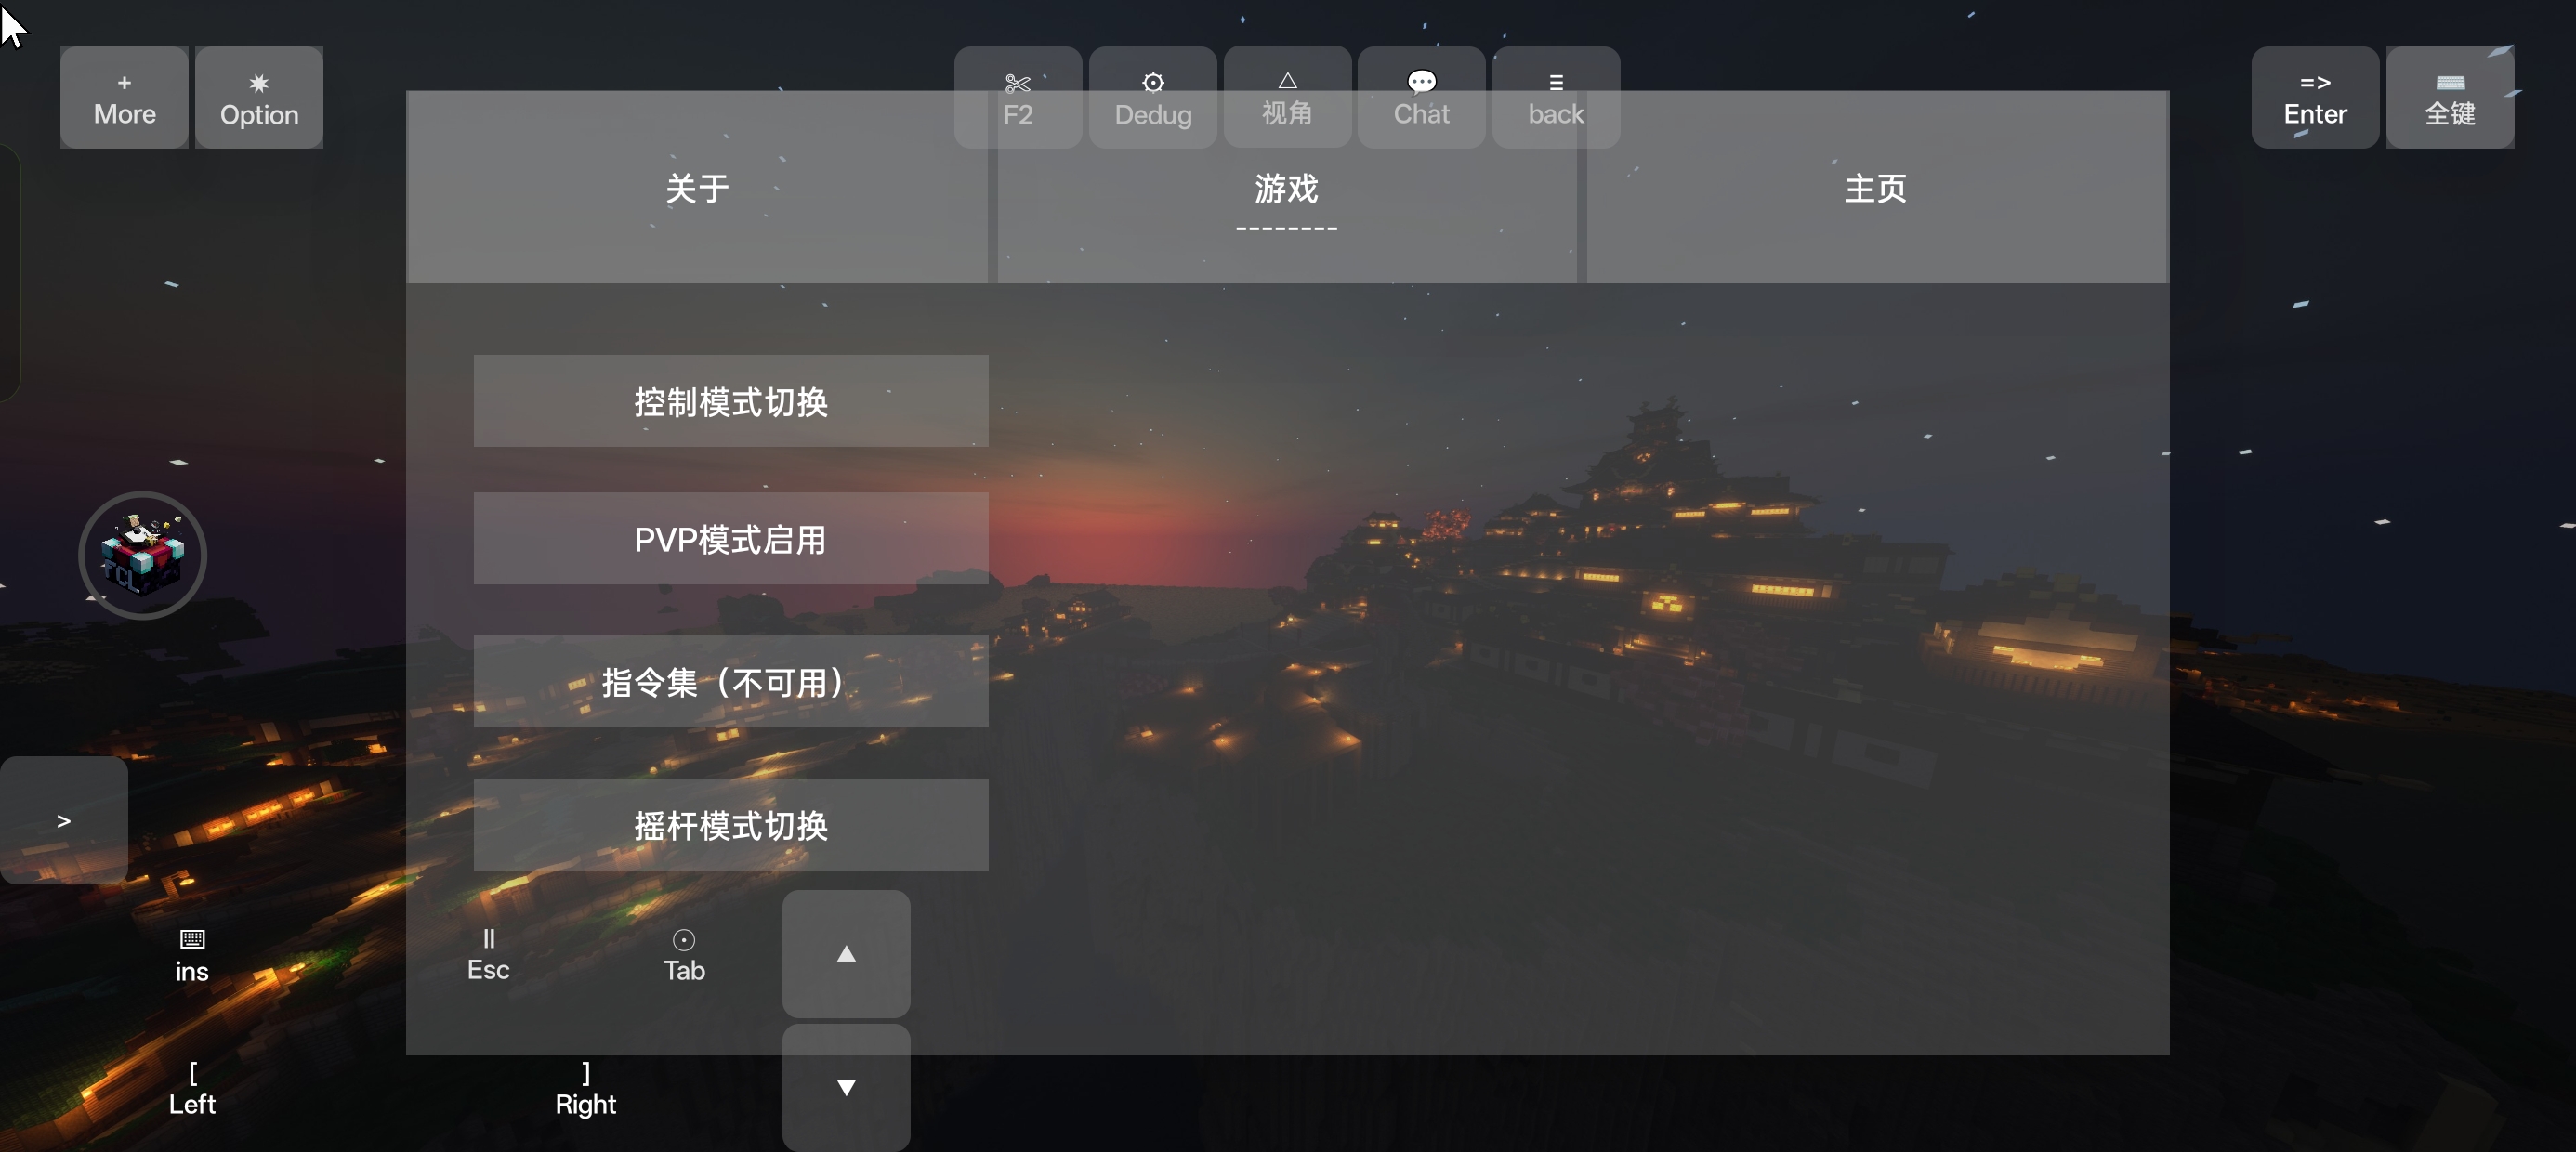 +
More
✷
Option
✂
F2
Dedug
△
视角
💬
Chat
☰
back
=>
Enter
⌨
全键
关于
游戏
--------
主页
控制模式切换
PVP模式启用
FCL
指令集（不可用）
>
摇杆模式切换
⌨
ins
||
Esc
⊙
Tab
▲
[
Left
]
Right
▼